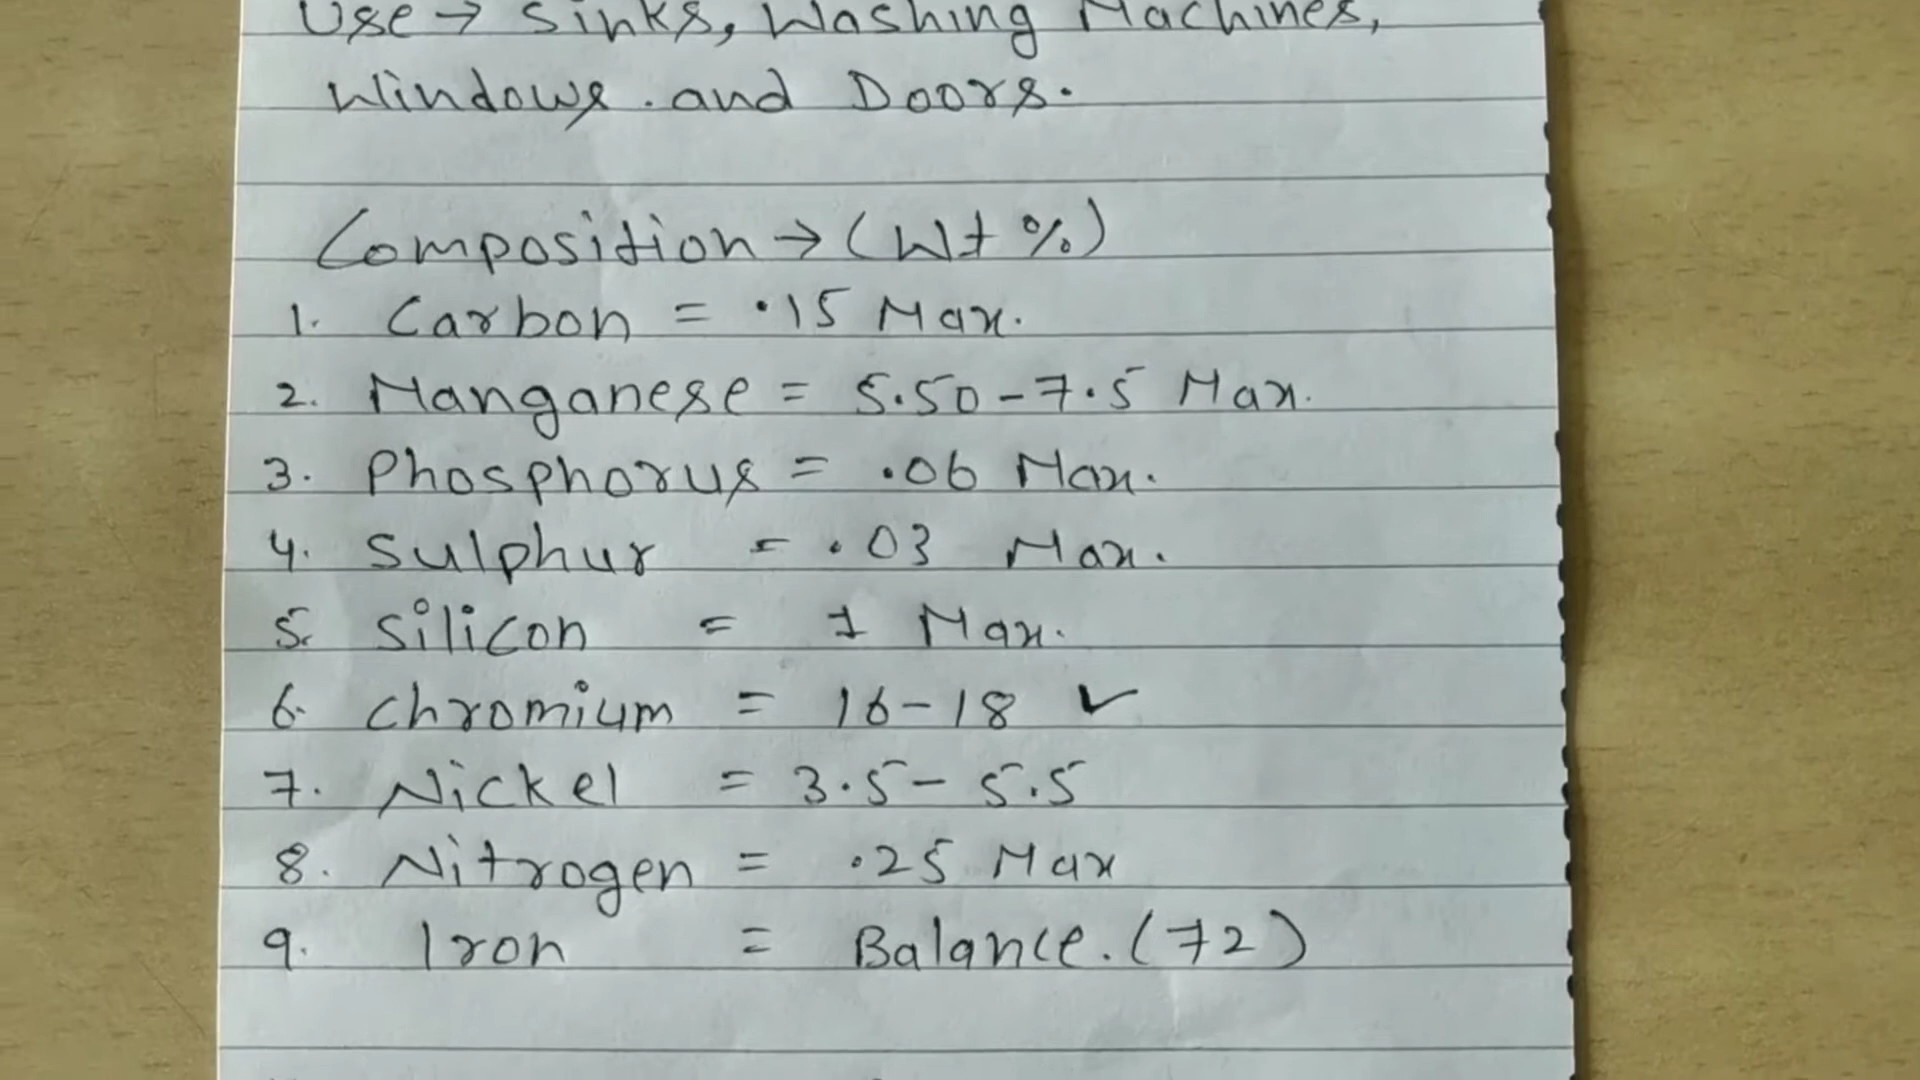 Use → Sinks, Washing Machines,
Windows. and Doors.
Composition → (Wt %)
1. Carbon = .15 Max.
2. Manganese = 5.50-7.5 Max.
3. Phosphorus = .06 Max.
4. Sulphur = .03 Max.
5. Silicon = 1 Max.
6. Chromium = 16-18 ✓
7. Nickel = 3.5-5.5
8. Nitrogen = .25 Max
9. Iron = Balance. (72)